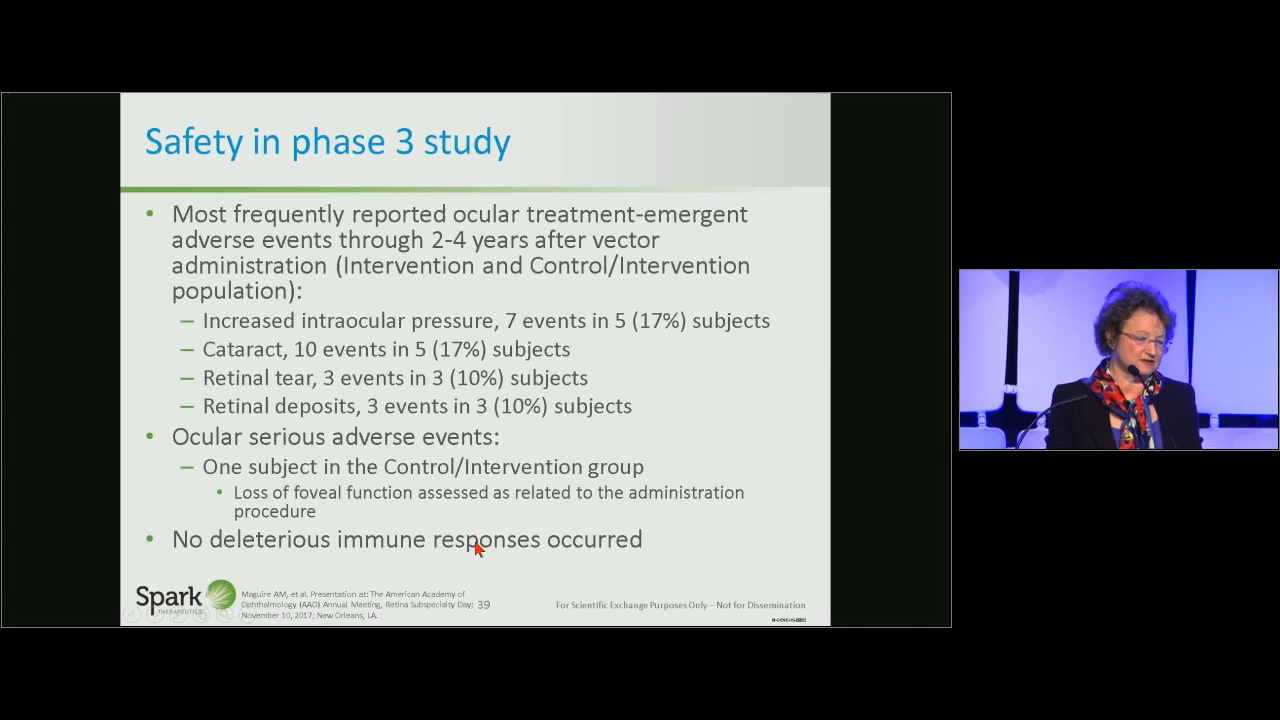 Safety in phase 3 study
• Most frequently reported ocular treatment-emergent
adverse events through 2-4 years after vector
administration (Intervention and Control/Intervention
population):
– Increased intraocular pressure, 7 events in 5 (17%) subjects
– Cataract, 10 events in 5 (17%) subjects
– Retinal tear, 3 events in 3 (10%) subjects
– Retinal deposits, 3 events in 3 (10%) subjects
• Ocular serious adverse events:
– One subject in the Control/Intervention group
• Loss of foveal function assessed as related to the administration
procedure
• No deleterious immune responses occurred
Spark
THERAPEUTICS
Maguire AM, et al. Presentation at: The American Academy of
Ophthalmology (AAO) Annual Meeting, Retina Subspecialty Day;
November 10, 2017; New Orleans, LA.
39
For Scientific Exchange Purposes Only – Not for Dissemination